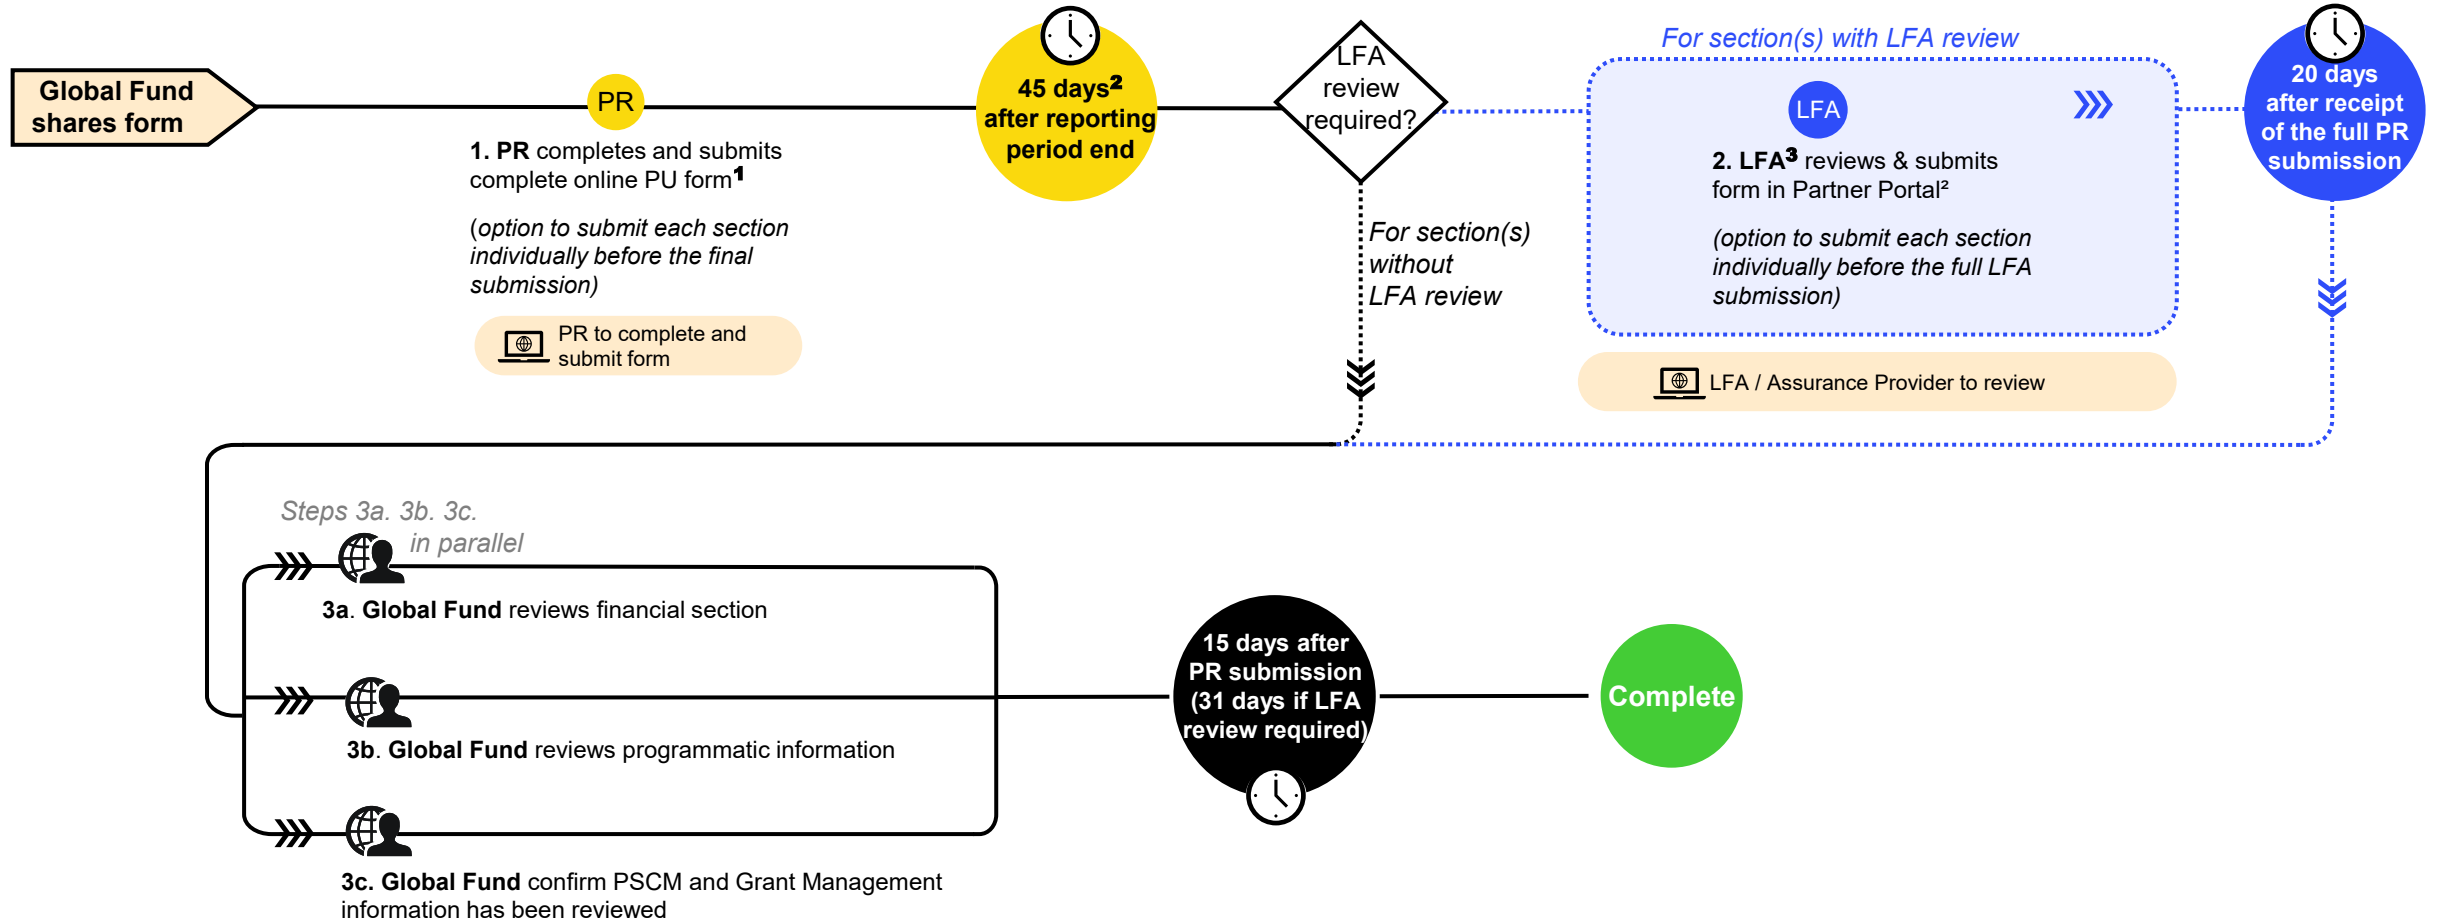 Global Fund
shares form
PR
1. PR completes and submits
complete online PU form¹
(option to submit each section
individually before the final
submission)
PR to complete and
submit form
45 days²
after reporting
period end
LFA
review
required?
For section(s)
without
LFA review
For section(s) with LFA review
LFA
2. LFA³ reviews & submits
form in Partner Portal²
(option to submit each section
individually before the full LFA
submission)
LFA / Assurance Provider to review
20 days
after receipt
of the full PR
submission
Steps 3a. 3b. 3c.
in parallel
3a. Global Fund reviews financial section
3b. Global Fund reviews programmatic information
3c. Global Fund confirm PSCM and Grant Management
information has been reviewed
15 days after
PR submission
(31 days if LFA
review required)
Complete